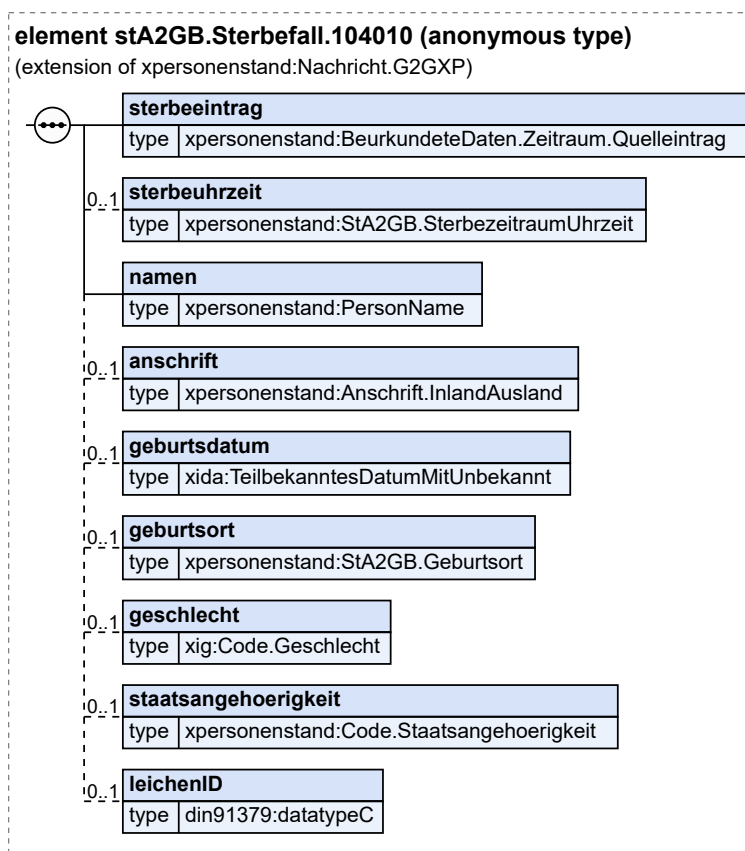 element stA2GB.Sterbefall.104010 (anonymous type)
(extension of xpersonenstand:Nachricht.G2GXP)
sterbeeintrag
type xpersonenstand:BeurkundeteDaten.Zeitraum.Quelleintrag
0..1 sterbeuhrzeit
type xpersonenstand:StA2GB.SterbezeitraumUhrzeit
namen
type xpersonenstand:PersonName
0..1 anschrift
type xpersonenstand:Anschrift.InlandAusland
0..1 geburtsdatum
type xida:TeilbekanntesDatumMitUnbekannt
0..1 geburtsort
type xpersonenstand:StA2GB.Geburtsort
0..1 geschlecht
type xig:Code.Geschlecht
0..1 staatsangehoerigkeit
type xpersonenstand:Code.Staatsangehoerigkeit
0..1 leichenID
type din91379:datatypeC